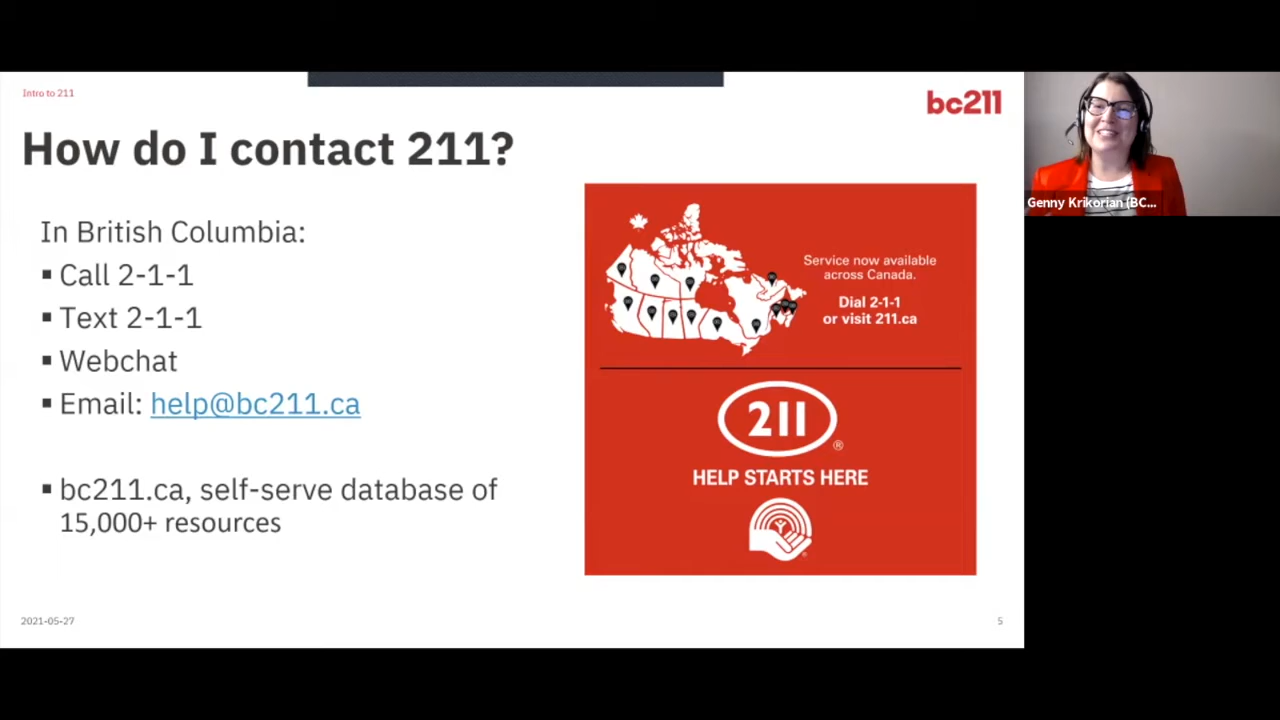 Intro to 211
bc211
How do I contact 211?
In British Columbia:
▪ Call 2-1-1
▪ Text 2-1-1
▪ Webchat
▪ Email: help@bc211.ca
▪ bc211.ca, self-serve database of
15,000+ resources
Service now available
across Canada.
Dial 2-1-1
or visit 211.ca
211®
HELP STARTS HERE
2021-05-27
5
Genny Krikorian (BC...